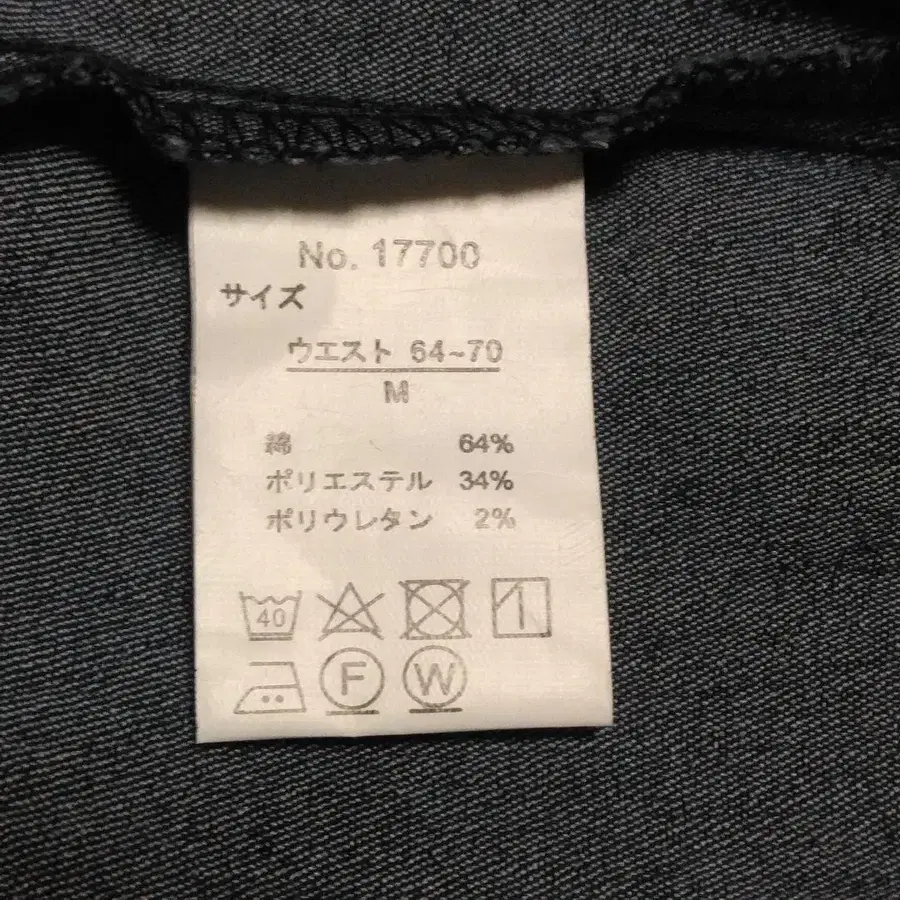 No. 17700
サイズ
ウエスト 64~70
M
綿 64%
ポリエステル 34%
ポリウレタン 2%
40
F W